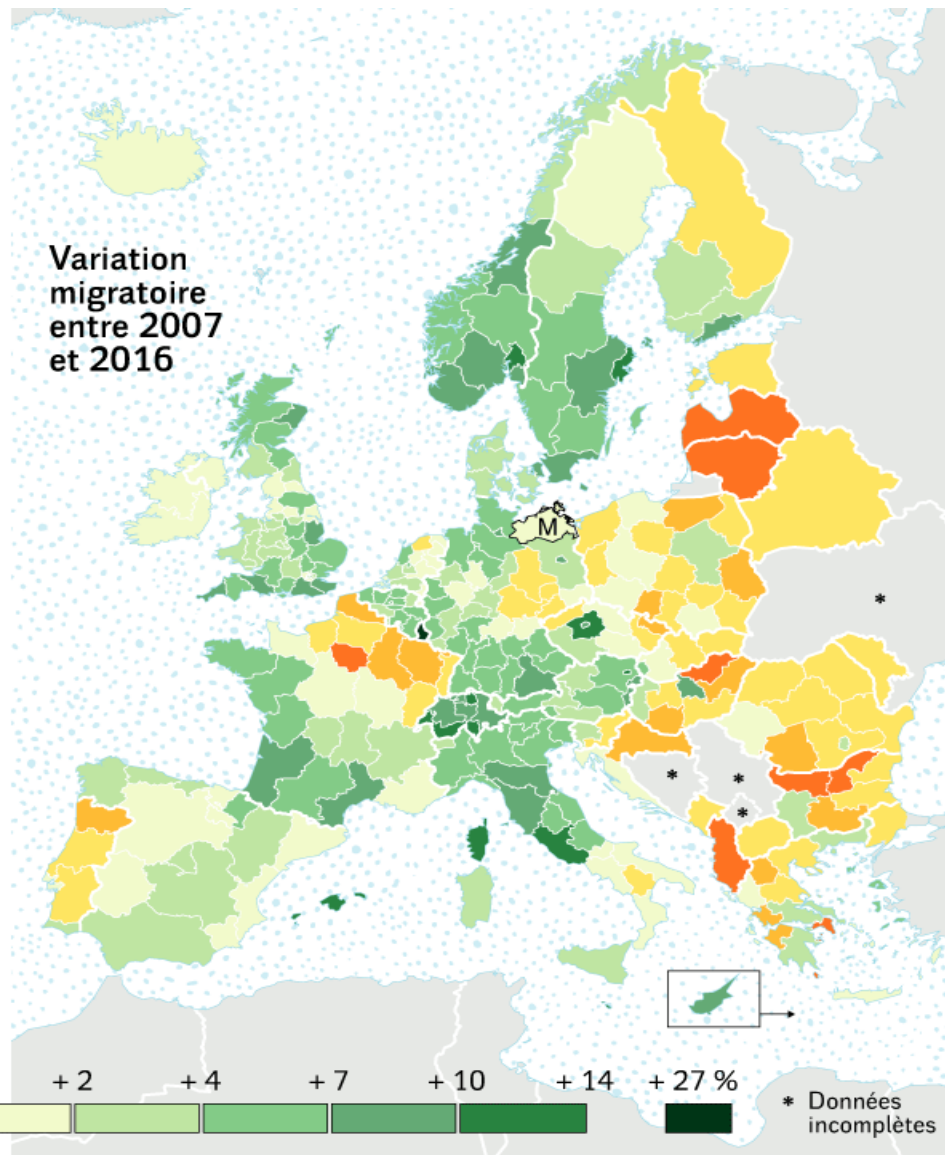 Variation
migratoire
entre 2007
et 2016
M
*
*
*
*
+ 2 + 4 + 7 + 10 + 14 + 27 %
* Données
incomplètes